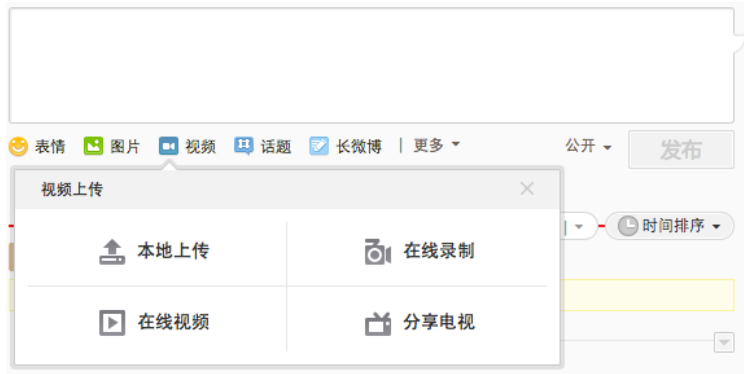 表情 图片 视频 话题 长微博 | 更多 公开 发布
视频上传
时间排序
本地上传 在线录制
在线视频 分享电视